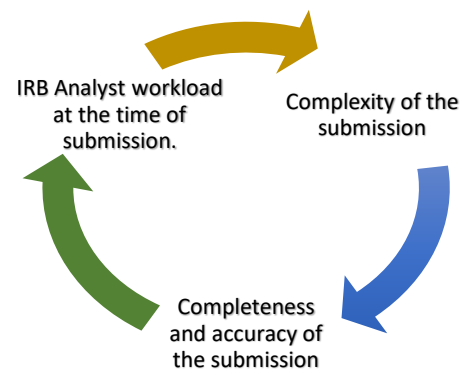 IRB Analyst workload
at the time of
submission.
Complexity of the
submission
Completeness
and accuracy of
the submission